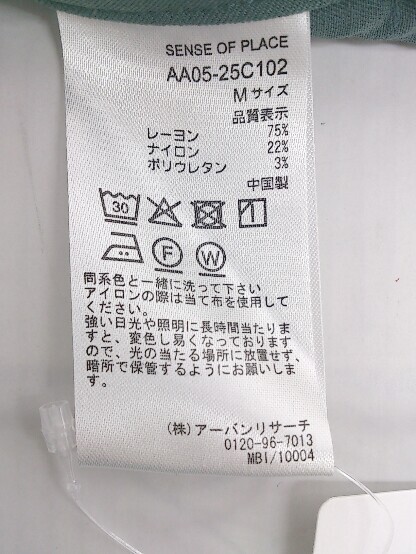 SENSE OF PLACE
AA05-25C102
Mサイズ
品質表示
レーヨン 75%
ナイロン 22%
ポリウレタン 3%
中国製
30
F W
同系色と一緒に洗って下さい
アイロンの際は当て布を使用して
ください。
強い日光や照明に長時間当たりま
すと、変色し易くなっております
ので、光の当たる場所に放置せず、
暗所で保管するようにお願いしま
す。
(株)アーバンリサーチ
0120-96-7013
MBI/10004